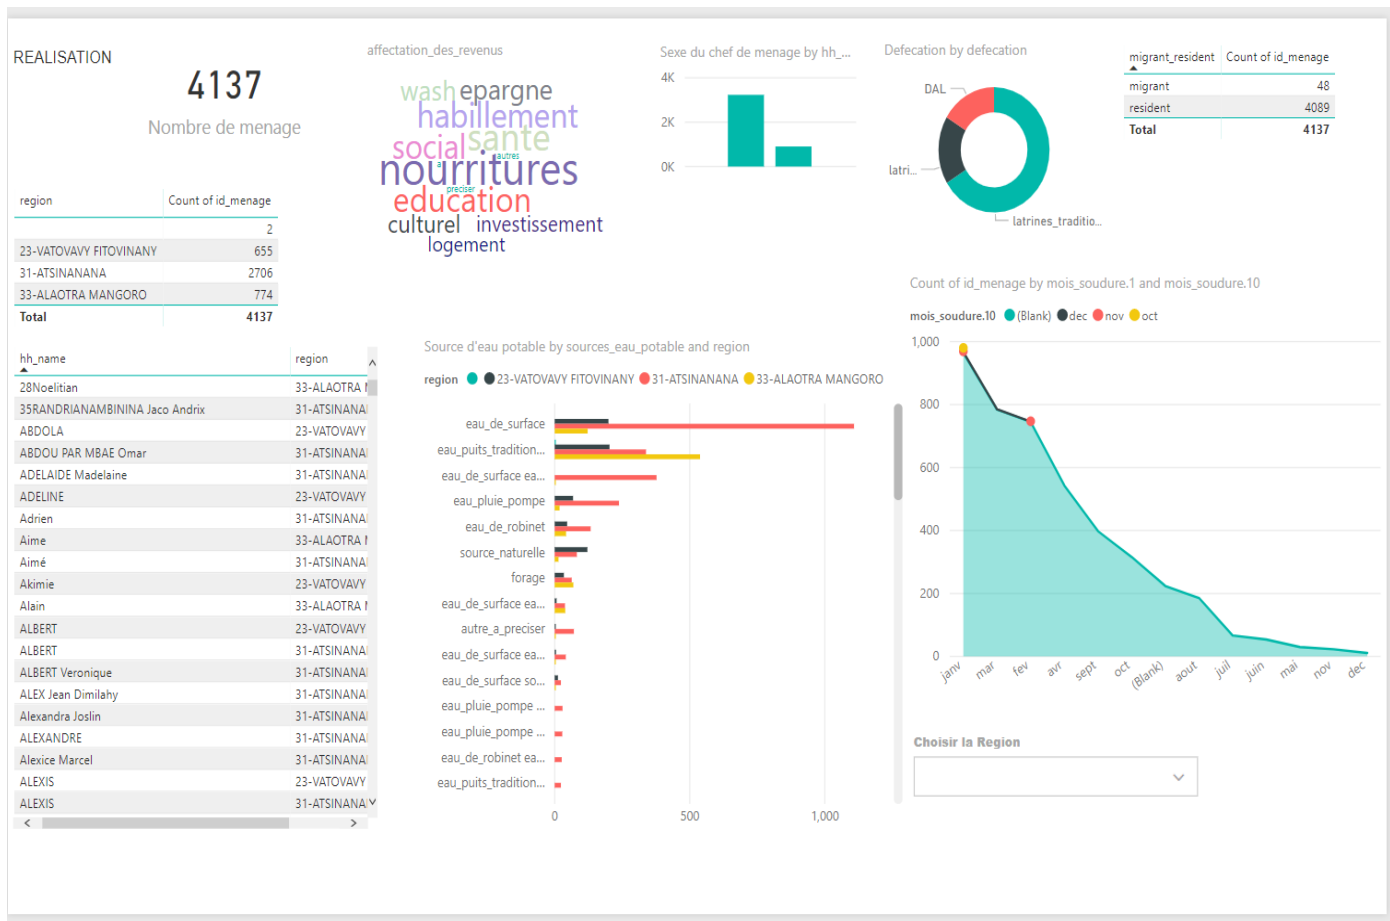 REALISATION
4137
Nombre de menage
region Count of id_menage
2
23-VATOVAVY FITOVINANY 655
31-ATSINANANA 2706
33-ALAOTRA MANGORO 774
Total 4137
hh_name region
28Noelitian 33-ALAOTRA
35RANDRIANAMBININA Jaco Andrix 31-ATSINANA
ABDOLA 23-VATOVAVY
ABDOU PAR MBAE Omar 31-ATSINANA
ADELAIDE Madelaine 31-ATSINANA
ADELINE 23-VATOVAVY
Adrien 31-ATSINANA
Aime 33-ALAOTRA
Aimé 31-ATSINANA
Akimie 23-VATOVAVY
Alain 33-ALAOTRA
ALBERT 23-VATOVAVY
ALBERT 31-ATSINANA
ALBERT Veronique 31-ATSINANA
ALEX Jean Dimilahy 31-ATSINANA
Alexandra Joslin 31-ATSINANA
ALEXANDRE 31-ATSINANA
Alexice Marcel 31-ATSINANA
ALEXIS 23-VATOVAVY
ALEXIS 31-ATSINANA
affectation_des_revenus
wash epargne
habillement
social sante
autres
a
nourritures
preciser
education
culturel investissement
logement
Sexe du chef de menage by hh_...
4K
2K
0K
Defecation by defecation
DAL
latri...
latrines_traditio...
migrant_resident Count of id_menage
migrant 48
resident 4089
Total 4137
Source d'eau potable by sources_eau_potable and region
region 23-VATOVAVY FITOVINANY 31-ATSINANANA 33-ALAOTRA MANGORO
eau_de_surface
eau_puits_tradition...
eau_de_surface ea...
eau_pluie_pompe
eau_de_robinet
source_naturelle
forage
eau_de_surface ea...
autre_a_preciser
eau_de_surface ea...
eau_de_surface so...
eau_pluie_pompe ...
eau_pluie_pompe ...
eau_de_robinet ea...
eau_puits_tradition...
0 500 1,000
Count of id_menage by mois_soudure.1 and mois_soudure.10
mois_soudure.10 (Blank) dec nov oct
1,000
800
600
400
200
0
janv mar fev avr sept oct (Blank) aout juil juin mai nov dec
Choisir la Region